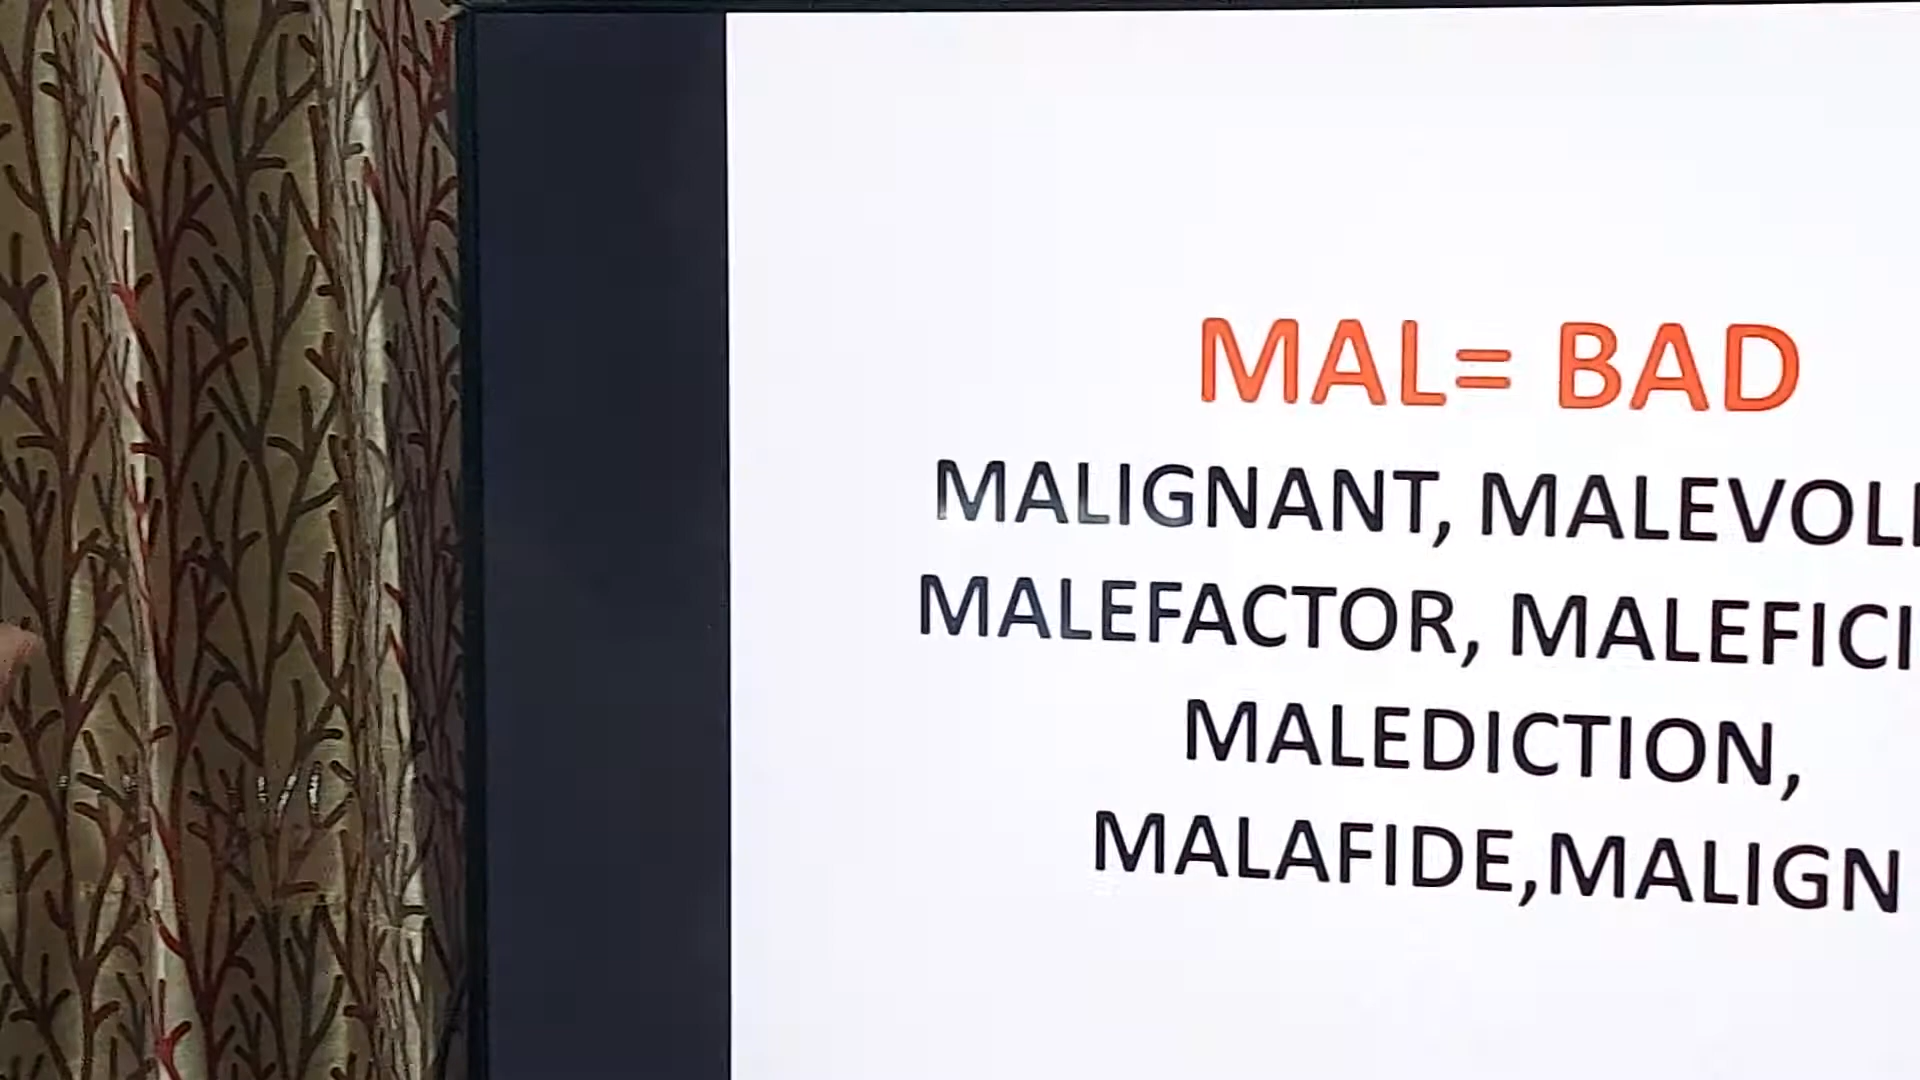 MAL= BAD
MALIGNANT,
MALEFACTOR,
MALEDICTION,
MALAFIDE,MALIGN